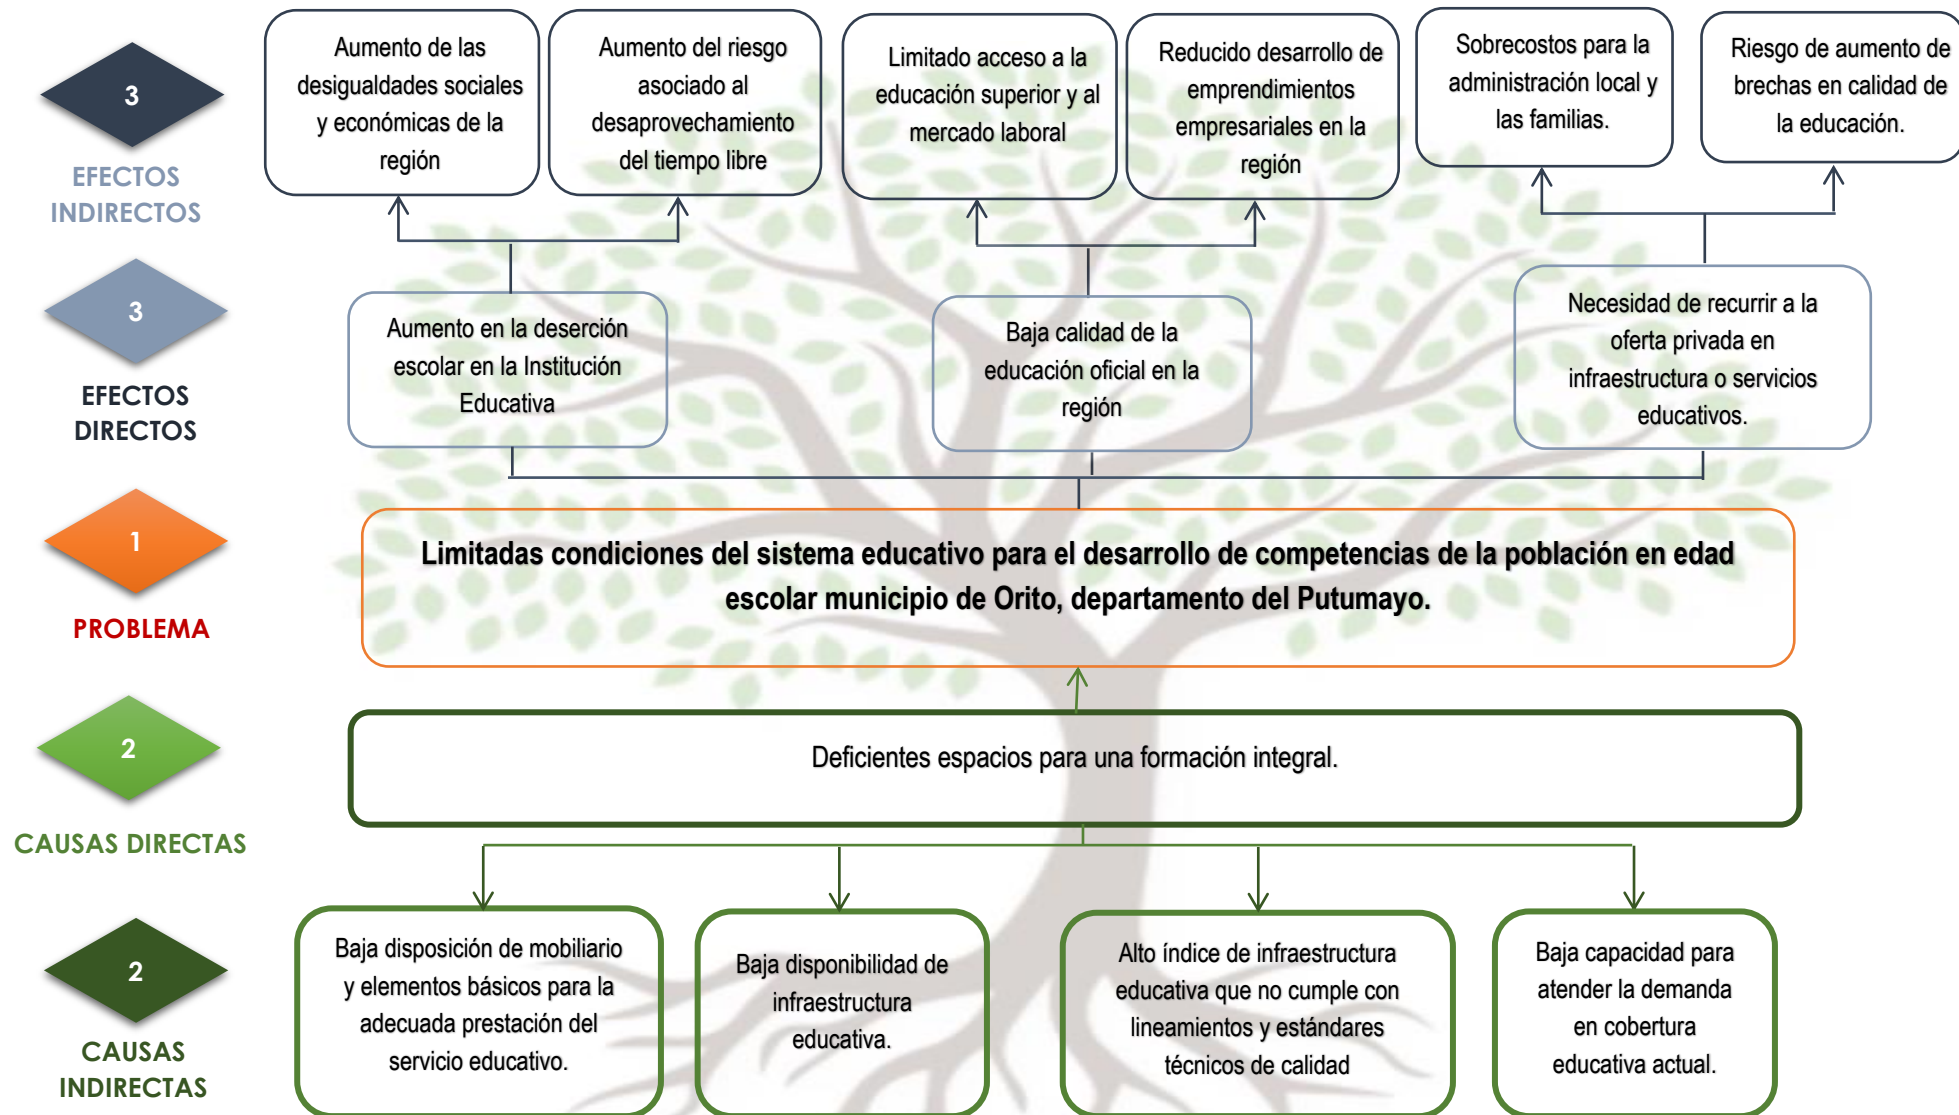 3
EFECTOS
INDIRECTOS
Aumento de las
desigualdades sociales
y económicas de la
región
Aumento del riesgo
asociado al
desaprovechamiento
del tiempo libre
Limitado acceso a la
educación superior y al
mercado laboral
Reducido desarrollo de
emprendimientos
empresariales en la
región
Sobrecostos para la
administración local y
las familias.
Riesgo de aumento de
brechas en calidad de
la educación.
3
EFECTOS
DIRECTOS
Aumento en la deserción
escolar en la Institución
Educativa
Baja calidad de la
educación oficial en la
región
Necesidad de recurrir a la
oferta privada en
infraestructura o servicios
educativos.
1
PROBLEMA
Limitadas condiciones del sistema educativo para el desarrollo de competencias de la población en edad
escolar municipio de Orito, departamento del Putumayo.
2
CAUSAS DIRECTAS
Deficientes espacios para una formación integral.
2
CAUSAS
INDIRECTAS
Baja disposición de mobiliario
y elementos básicos para la
adecuada prestación del
servicio educativo.
Baja disponibilidad de
infraestructura
educativa.
Alto índice de infraestructura
educativa que no cumple con
lineamientos y estándares
técnicos de calidad
Baja capacidad para
atender la demanda
en cobertura
educativa actual.